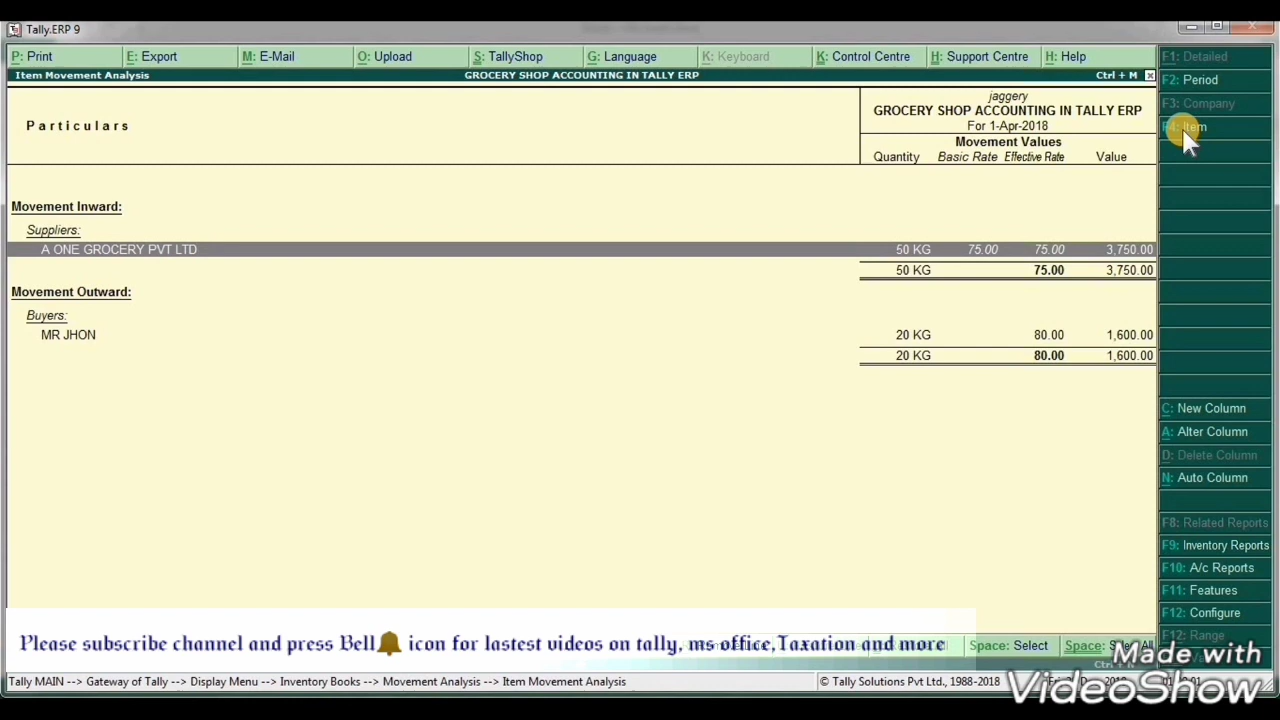 Tally.ERP 9
P: Print E: Export M: E-Mail O: Upload S: TallyShop G: Language K: Keyboard K: Control Centre H: Support Centre H: Help
Item Movement Analysis GROCERY SHOP ACCOUNTING IN TALLY ERP Ctrl + M
Particulars
jaggery
GROCERY SHOP ACCOUNTING IN TALLY ERP
For 1-Apr-2018
Movement Values
Quantity Basic Rate Effective Rate Value
Movement Inward:
Suppliers:
A ONE GROCERY PVT LTD 50 KG 75.00 75.00 3,750.00
50 KG 75.00 3,750.00
Movement Outward:
Buyers:
MR JHON 20 KG 80.00 1,600.00
20 KG 80.00 1,600.00
F1: Detailed
F2: Period
F3: Company
F4: Item
C: New Column
A: Alter Column
D: Delete Column
N: Auto Column
F8: Related Reports
F9: Inventory Reports
F10: A/c Reports
F11: Features
F12: Configure
F12: Range
Please subscribe channel and press Bell icon for lastest videos on tally, ms office,Taxation and more
Space: Select Space:
Made with
VideoShow
Tally MAIN --> Gateway of Tally --> Display Menu --> Inventory Books --> Movement Analysis --> Item Movement Analysis © Tally Solutions Pvt Ltd., 1988-2018